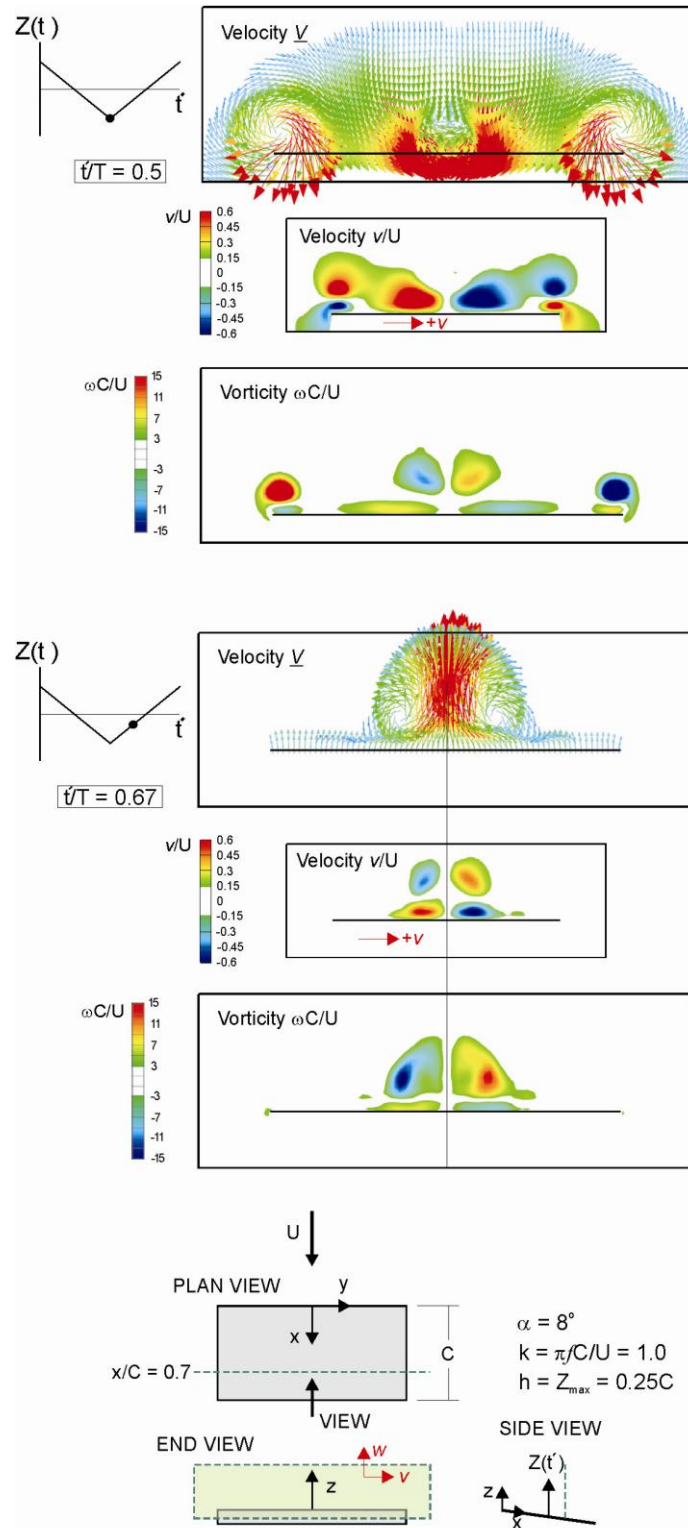 Z(t )
Velocity V
t́
t́/T = 0.5
v/U
0.6
0.45
0.3
0.15
0
-0.15
-0.3
-0.45
-0.6
Velocity v/U
+v
ωC/U
15
11
7
3
-3
-7
-11
-15
Vorticity ωC/U
Z(t )
Velocity V
t́
t́/T = 0.67
v/U
0.6
0.45
0.3
0.15
0
-0.15
-0.3
-0.45
-0.6
Velocity v/U
+v
ωC/U
15
11
7
3
-3
-7
-11
-15
Vorticity ωC/U
U
PLAN VIEW
y
x
C
x/C = 0.7
VIEW
α = 8°
k = πfC/U = 1.0
h = Zmax = 0.25C
END VIEW
w
v
z
SIDE VIEW
Z(t́)
z
x